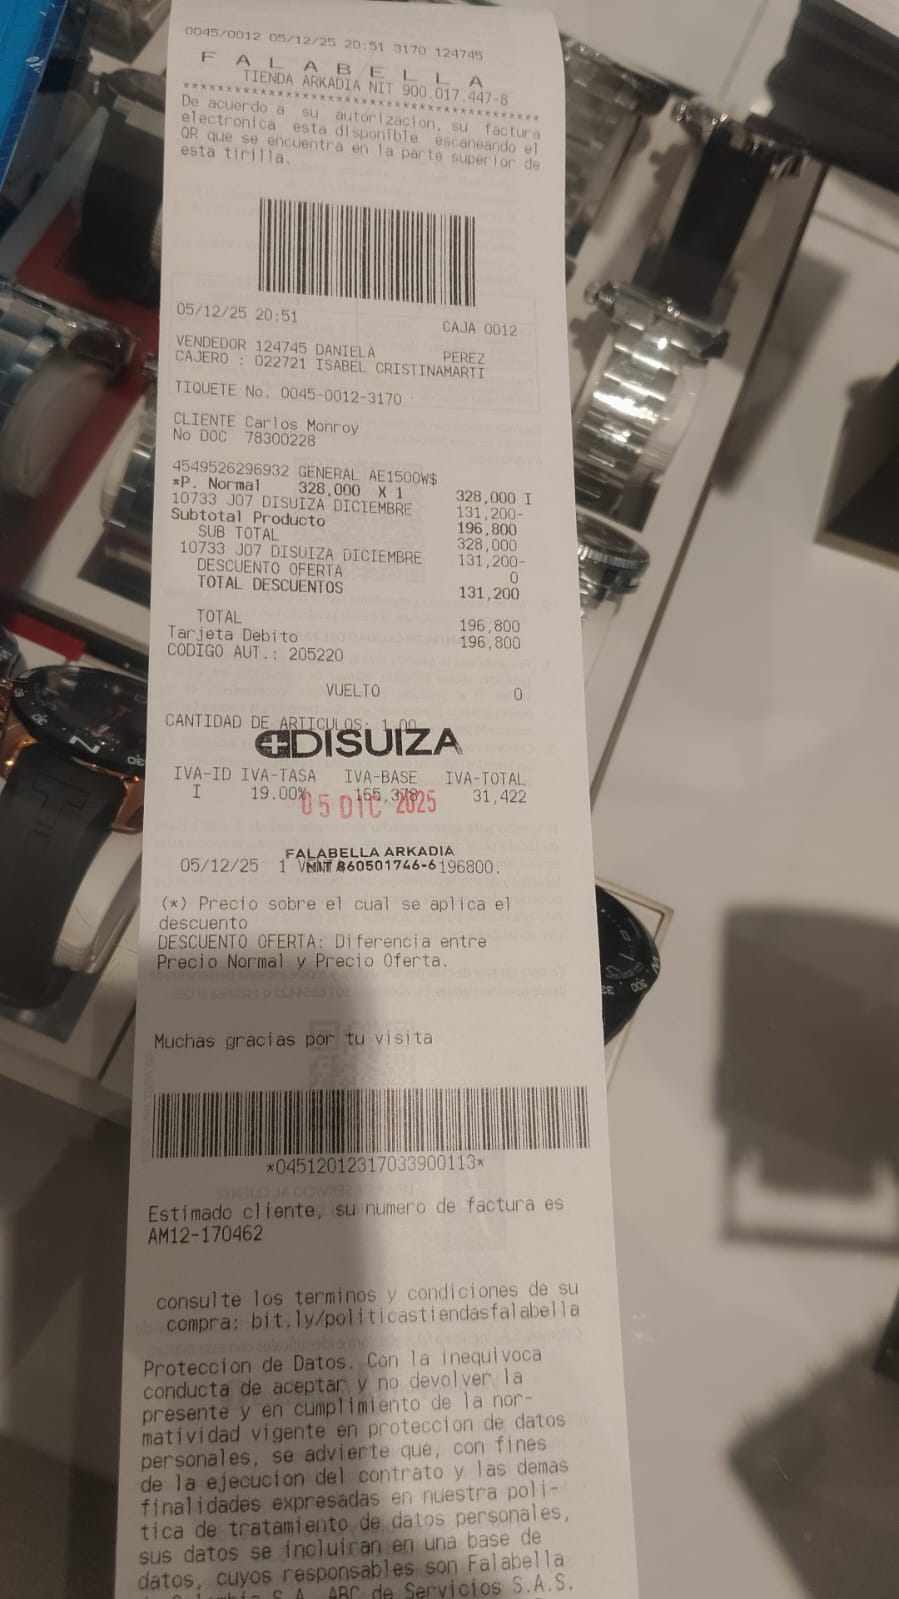 0045/0012 05/12/25 20:51 3170 124745
F A L A B E L L A
TIENDA ARKADIA NIT 900.017.447-8
****************************************
De acuerdo a su autorizacion, su factura
electronica esta disponible escaneando el
QR que se encuentra en la parte superior de
esta tirilla.
05/12/25 20:51 CAJA 0012
VENDEDOR 124745 DANIELA PEREZ
CAJERO : 022721 ISABEL CRISTINAMARTI
TIQUETE No. 0045-0012-3170
CLIENTE Carlos Monroy
No DOC 78300228
4549526296932 GENERAL AE1500W$
*P. Normal 328,000 X 1 328,000 I
10733 J07 DISUIZA DICIEMBRE 131,200-
Subtotal Producto 196,800
SUB TOTAL 328,000
10733 J07 DISUIZA DICIEMBRE 131,200-
DESCUENTO OFERTA 0
TOTAL DESCUENTOS 131,200
TOTAL 196,800
Tarjeta Debito 196,800
CODIGO AUT.: 205220
VUELTO 0
CANTIDAD DE ARTICULOS: 1.00
DISUIZA
IVA-ID IVA-TASA IVA-BASE IVA-TOTAL
I 19.00% 165,378 31,422
05 DIC 2025
FALABELLA ARKADIA
NIT 860501746-6
05/12/25 1 196800.
(*) Precio sobre el cual se aplica el
descuento
DESCUENTO OFERTA: Diferencia entre
Precio Normal y Precio Oferta.
Muchas gracias por tu visita
*04512012317033900113*
Estimado cliente, su numero de factura es
AM12-170462
consulte los terminos y condiciones de su
compra: bit.ly/politicastiendasfalabella
Proteccion de Datos. Con la inequivoca
conducta de aceptar y no devolver la
presente y en cumplimiento de la nor-
matividad vigente en proteccion de datos
personales, se advierte que, con fines
de la ejecucion del contrato y las demas
finalidades expresadas en nuestra poli-
tica de tratamiento de datos personales,
sus datos se incluiran en una base de
datos, cuyos responsables son Falabella
S.A. ABC de Servicios S.A.S.